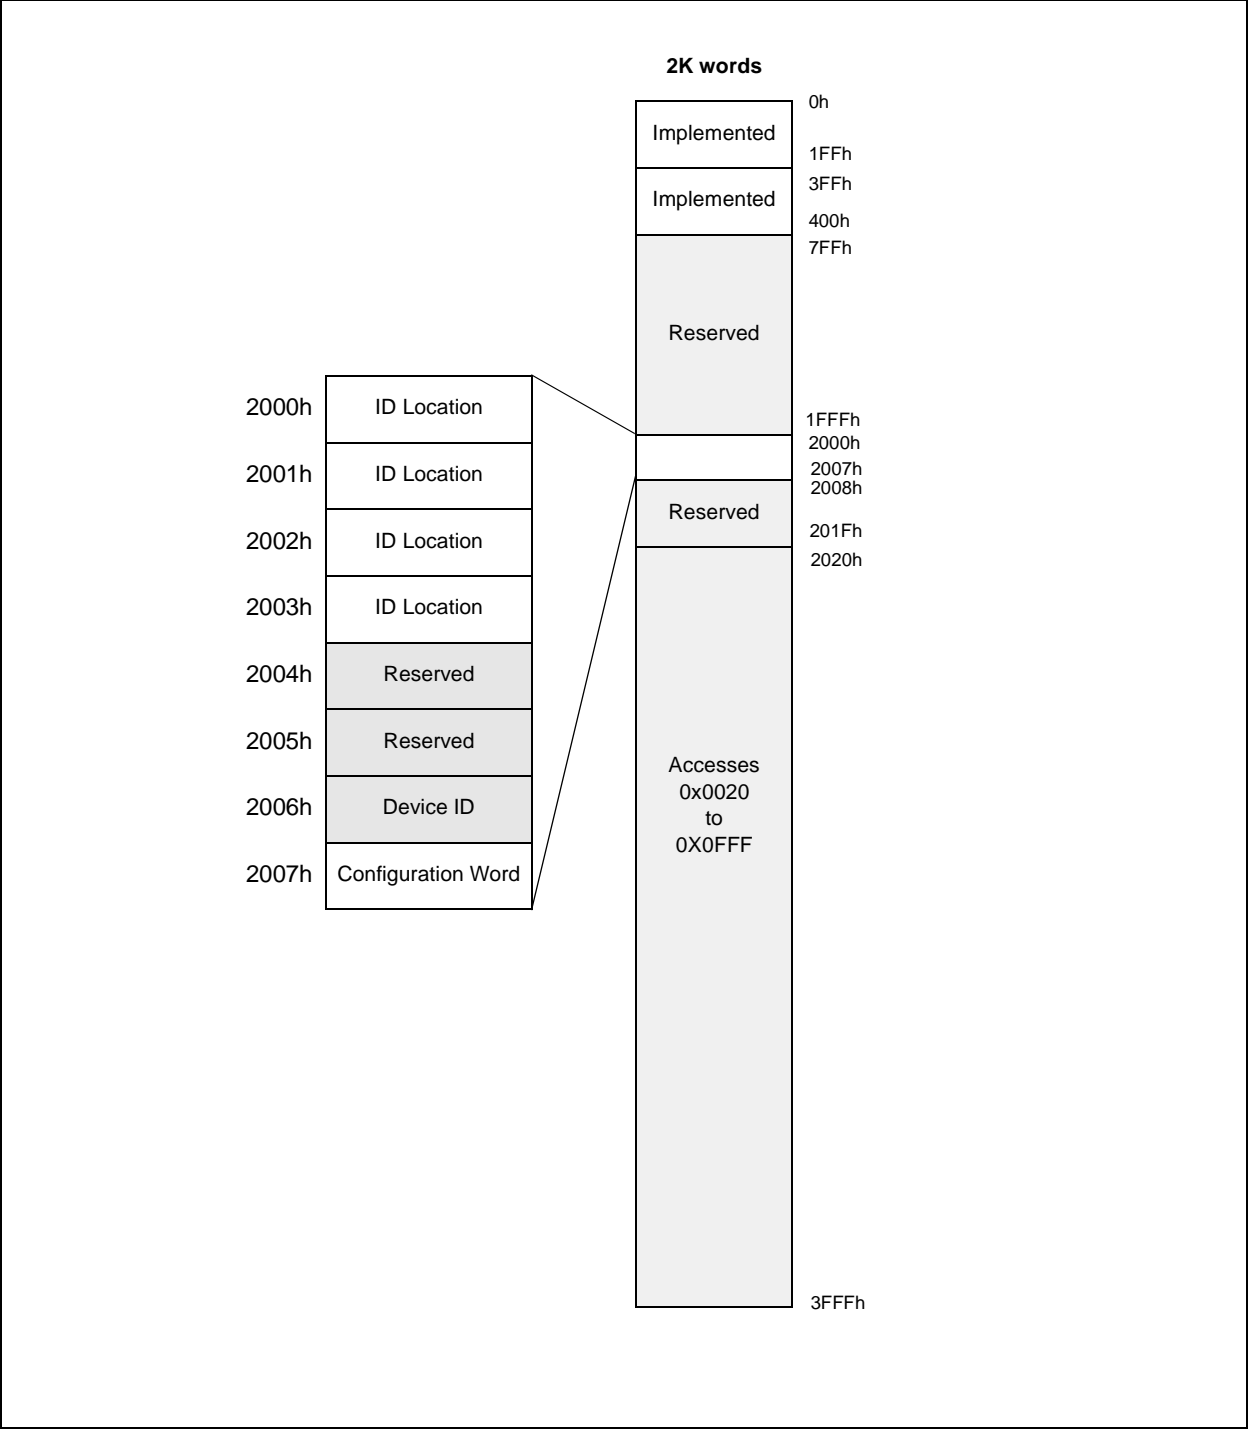 2K words
0h
Implemented
1FFh
3FFh
Implemented
400h
7FFh
Reserved
1FFFh
2000h
2007h
2008h
Reserved
201Fh
2020h
Accesses
0x0020
to
0X0FFF
3FFFh
2000h ID Location
2001h ID Location
2002h ID Location
2003h ID Location
2004h Reserved
2005h Reserved
2006h Device ID
2007h Configuration Word